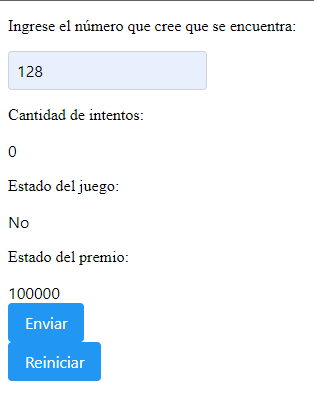 Ingrese el número que cree que se encuentra:
128
Cantidad de intentos:
0
Estado del juego:
No
Estado del premio:
100000
Enviar
Reiniciar